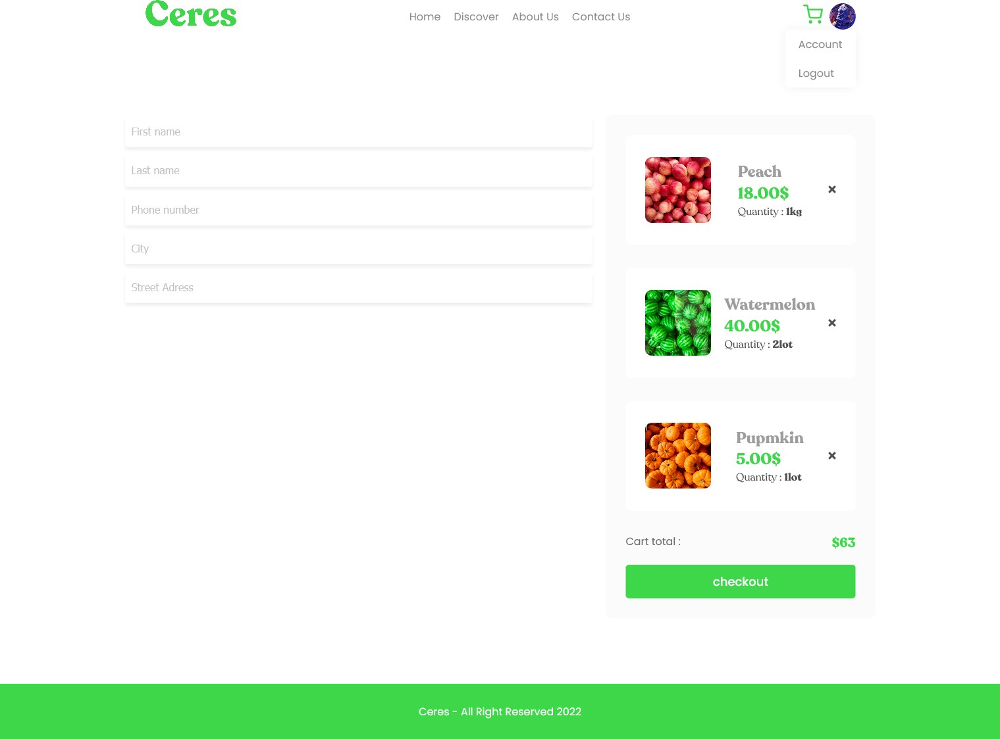 Ceres
Home Discover About Us Contact Us
Account
Logout
First name
Last name
Phone number
City
Street Adress
Peach
18.00$
Quantity : 1kg
Watermelon
40.00$
Quantity : 2lot
Pupmkin
5.00$
Quantity : 1lot
Cart total : $63
checkout
Ceres - All Right Reserved 2022